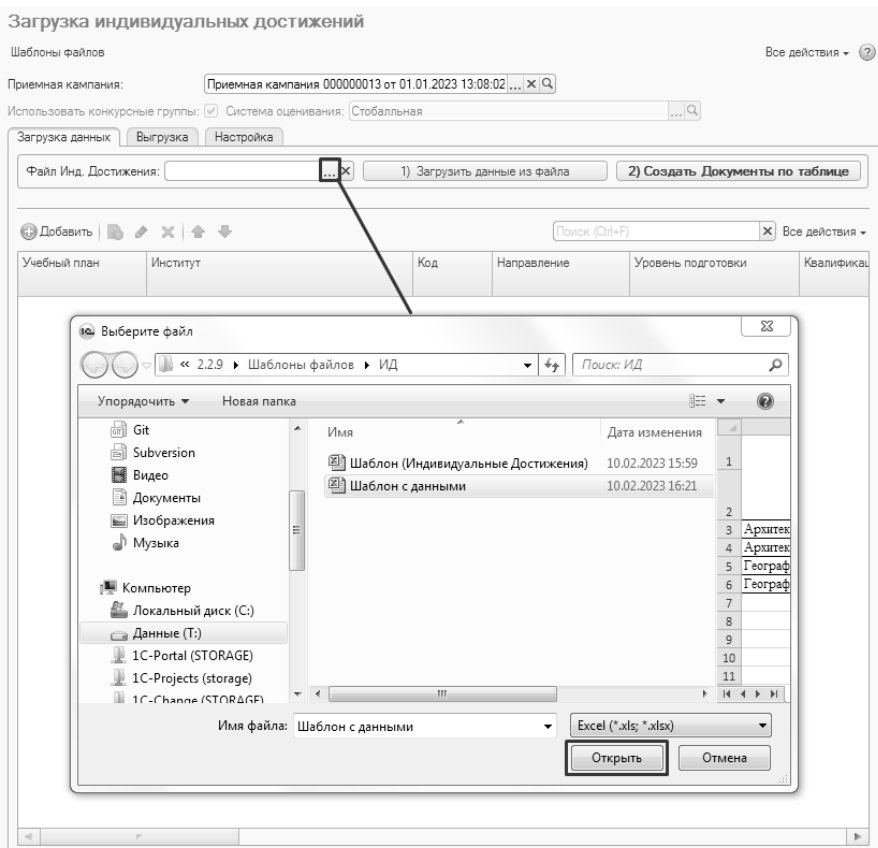 Загрузка индивидуальных достижений
Шаблоны файлов Все действия
Приемная кампания: Приемная кампания 000000013 от 01.01.2023 13:08:02 ...
Использовать конкурсные группы: Система оценивания: Стобалльная ...
Загрузка данных Выгрузка Настройка
Файл Инд. Достижения: ... 1) Загрузить данные из файла 2) Создать Документы по таблице
Добавить Поиск (Ctrl+F) Все действия
Учебный план Институт Код Направление Уровень подготовки Квалификац
1С Выберите файл
« 2.2.9 Шаблоны файлов ИД Поиск: ИД
Упорядочить Новая папка
Git
Subversion
Видео
Документы
Изображения
Музыка
Компьютер
Локальный диск (C:)
Данные (T:)
1C-Portal (STORAGE)
1C-Projects (storage)
1C-Change (STORAGE)
Имя Дата изменения
Шаблон (Индивидуальные Достижения) 10.02.2023 15:59
Шаблон с данными 10.02.2023 16:21
1
2
3 Архитек
4 Архитек
5 Географ
6 Географ
7
8
9
10
11
Имя файла: Шаблон с данными Excel (*.xls; *.xlsx)
Открыть Отмена